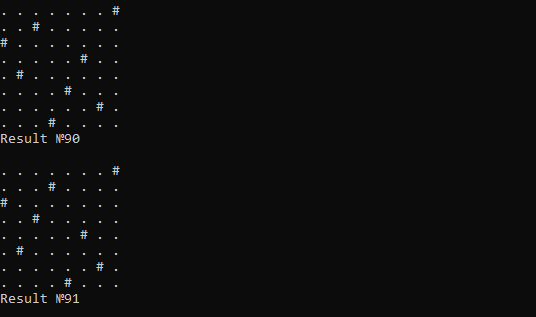 . . . . . . . #
. . # . . . . .
# . . . . . . .
. . . . . # . .
. # . . . . . .
. . . . # . . .
. . . . . . # .
. . . # . . . .
Result №90
. . . . . . . #
. . . # . . . .
# . . . . . . .
. . # . . . . .
. . . . . # . .
. # . . . . . .
. . . . . . # .
. . . . # . . .
Result №91